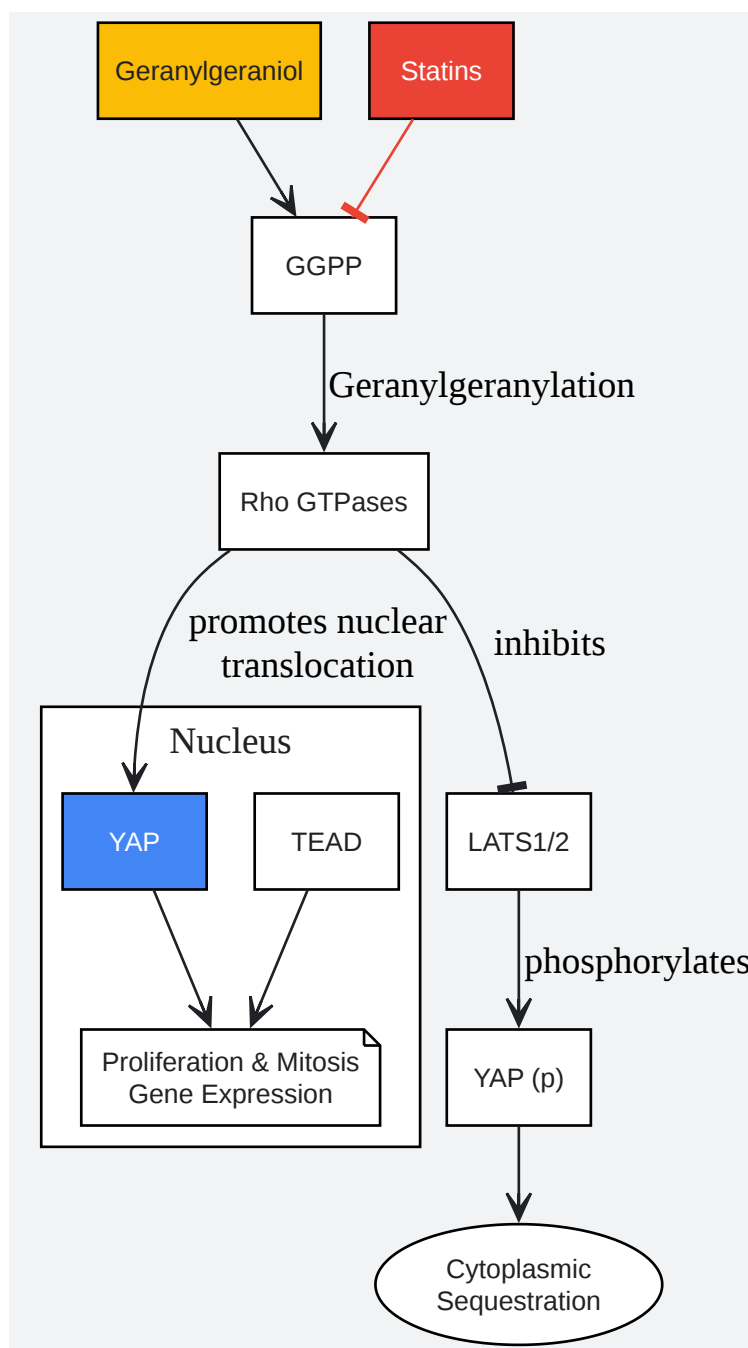 Geranylgeraniol
Statins
GGPP
Geranylgeranylation
Rho GTPases
promotes nuclear
translocation
inhibits
Nucleus
YAP
TEAD
LATS1/2
phosphorylates
Proliferation & Mitosis
Gene Expression
YAP (p)
Cytoplasmic
Sequestration